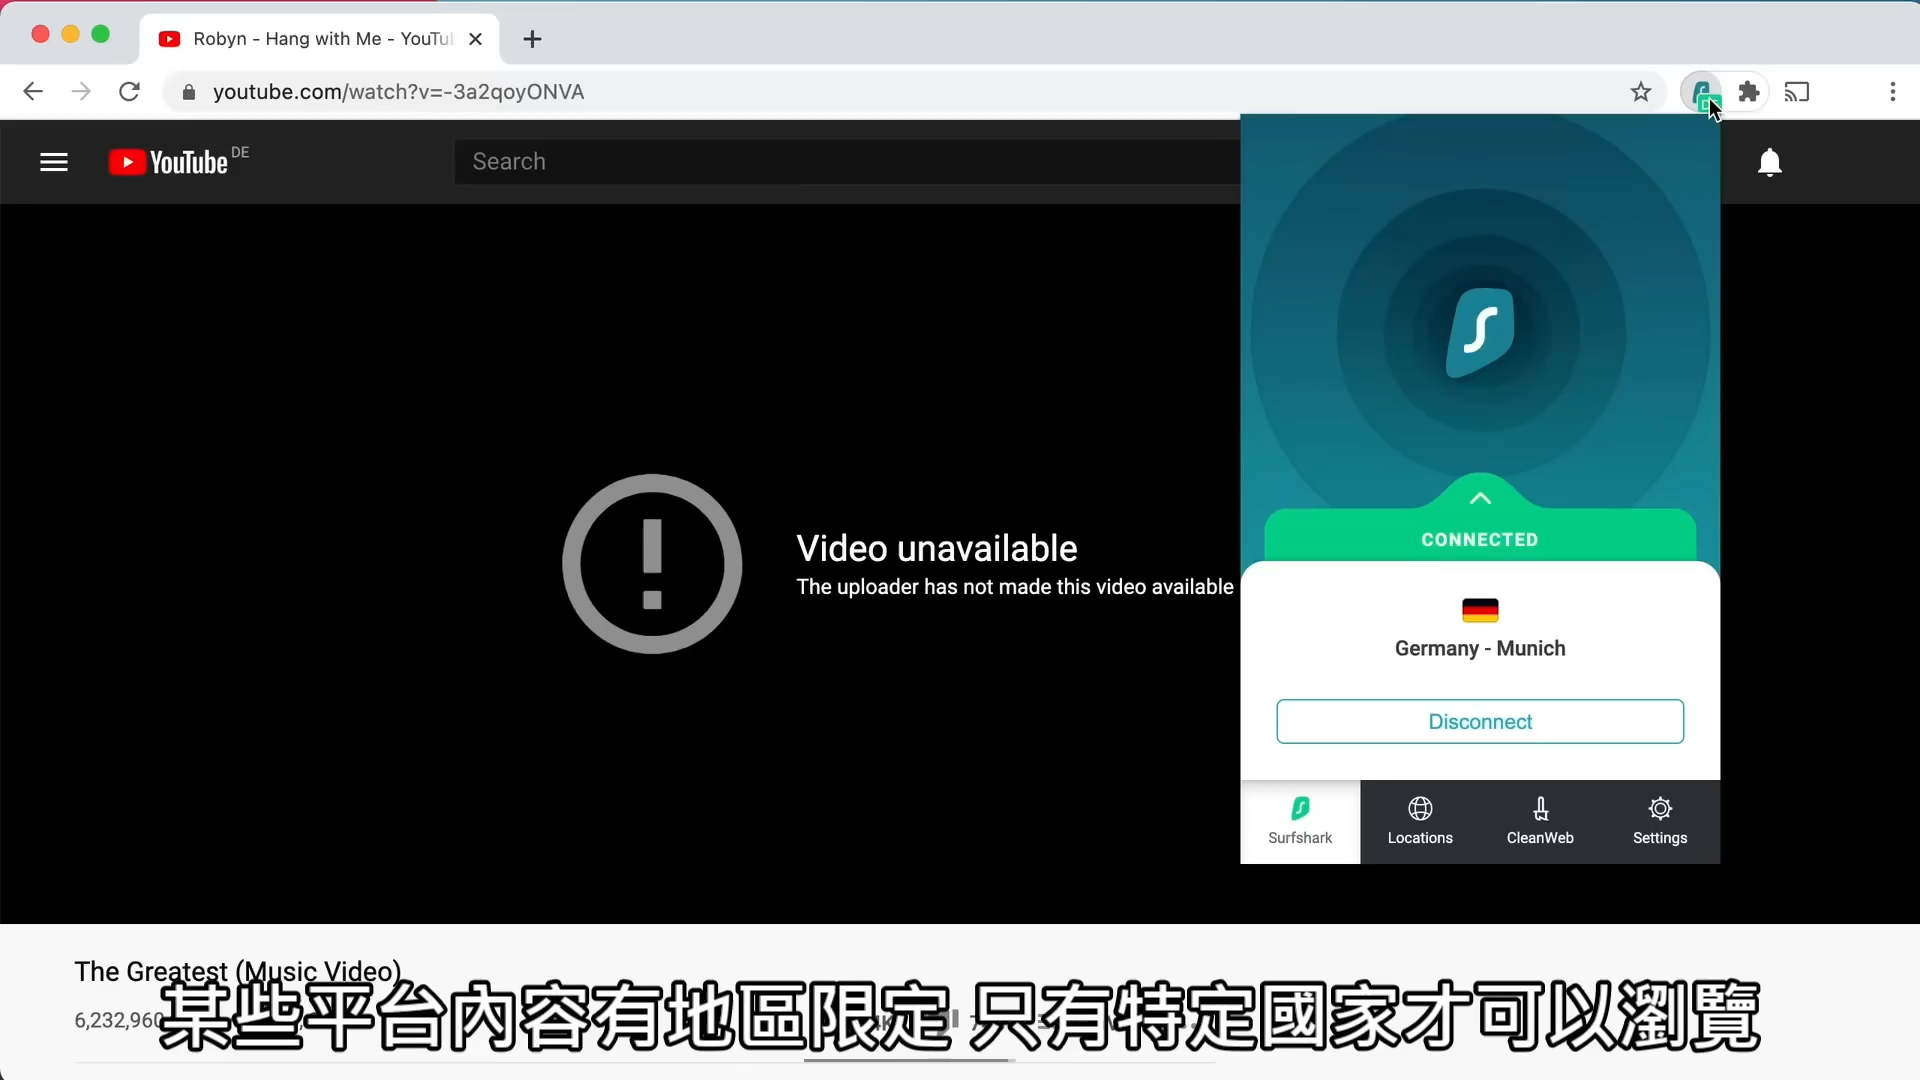 Robyn - Hang with Me - YouTu
youtube.com/watch?v=-3a2qoyONVA
YouTube DE
Search
Video unavailable
The uploader has not made this video available
CONNECTED
Germany - Munich
Disconnect
Surfshark
Locations
CleanWeb
Settings
The Greatest (Music Video)
6,232,960
某些平台內容有地區限定 只有特定國家才可以瀏覽